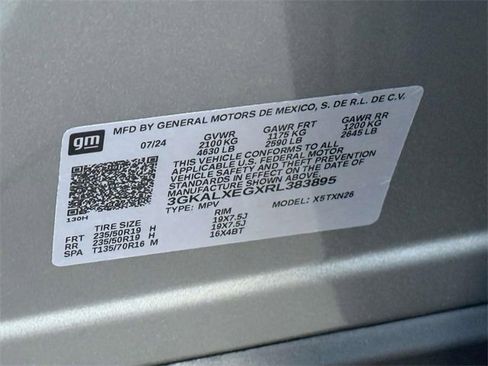 gm
MFD BY GENERAL MOTORS DE MEXICO, S. DE R.L. DE C.V.
07/24 GVWR GAWR FRT GAWR RR
2100 KG 1175 KG 1200 KG
4630 LB 2590 LB 2645 LB
THIS VEHICLE CONFORMS TO ALL
APPLICABLE U.S. FEDERAL MOTOR
VEHICLE SAFETY STANDARDS IN
EFFECT ON THE DATE OF
MANUFACTURE SHOWN ABOVE.
3GKALXEGXRL383895
TYPE: MPV MODEL: X5TXN26
130H
TIRE SIZE RIM
FRT 235/50R19 H 19X7.5J
RR 235/50R19 H 19X7.5J
SPA T135/70R16 M 16X4BT